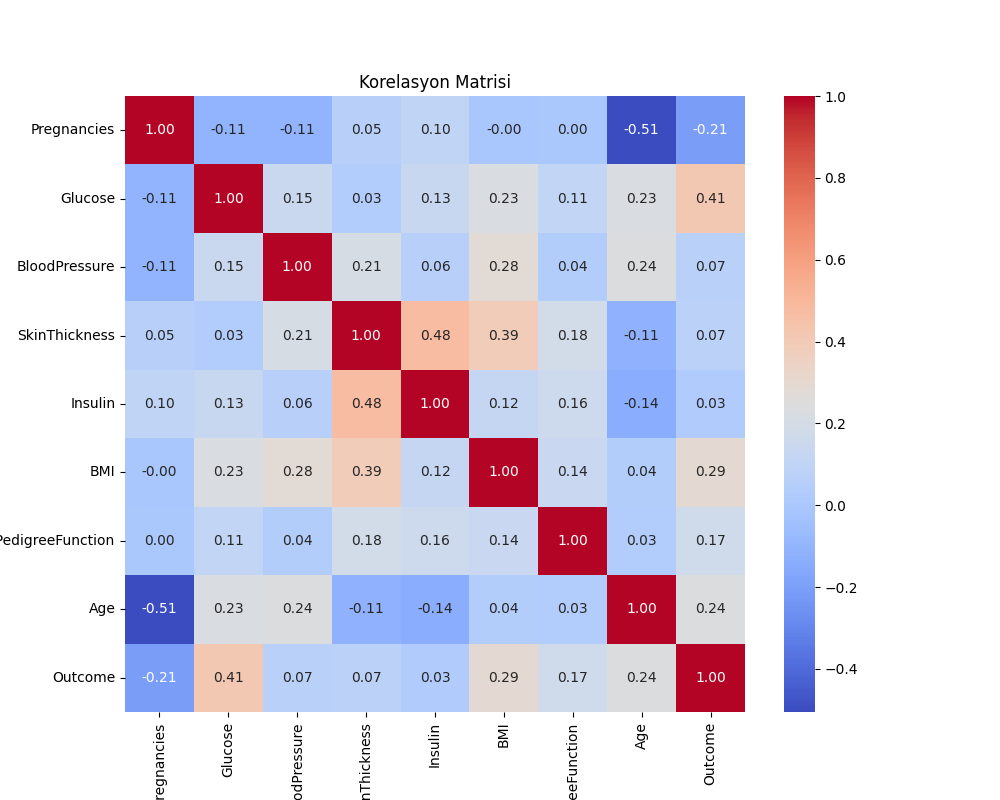 Korelasyon Matrisi
Pregnancies 1.00 -0.11 -0.11 0.05 0.10 -0.00 0.00 -0.51 -0.21
Glucose -0.11 1.00 0.15 0.03 0.13 0.23 0.11 0.23 0.41
BloodPressure -0.11 0.15 1.00 0.21 0.06 0.28 0.04 0.24 0.07
SkinThickness 0.05 0.03 0.21 1.00 0.48 0.39 0.18 -0.11 0.07
Insulin 0.10 0.13 0.06 0.48 1.00 0.12 0.16 -0.14 0.03
BMI -0.00 0.23 0.28 0.39 0.12 1.00 0.14 0.04 0.29
PedigreeFunction 0.00 0.11 0.04 0.18 0.16 0.14 1.00 0.03 0.17
Age -0.51 0.23 0.24 -0.11 -0.14 0.04 0.03 1.00 0.24
Outcome -0.21 0.41 0.07 0.07 0.03 0.29 0.17 0.24 1.00
regnancies
Glucose
odPressure
nThickness
Insulin
BMI
eeFunction
Age
Outcome
1.0
0.8
0.6
0.4
0.2
0.0
−0.2
−0.4